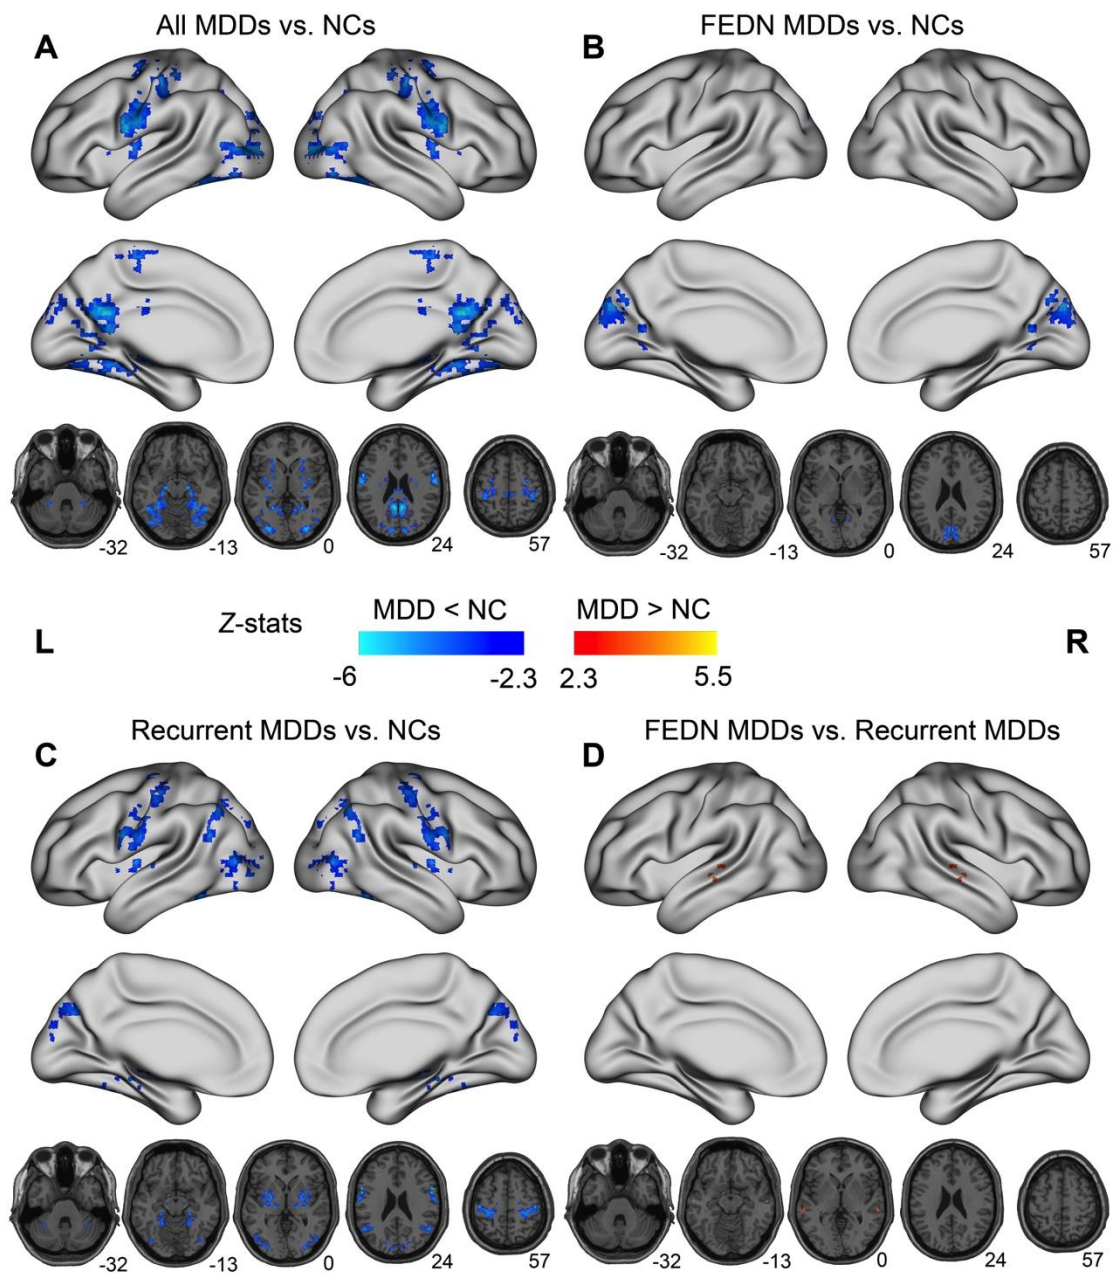 All MDDs vs. NCs
FEDN MDDs vs. NCs
A
B
-32
-13
0
24
57
-32
-13
0
24
57
Z-stats
MDD < NC
MDD > NC
L
R
-6
-2.3
2.3
5.5
Recurrent MDDs vs. NCs
FEDN MDDs vs. Recurrent MDDs
C
D
-32
-13
0
24
57
-32
-13
0
24
57